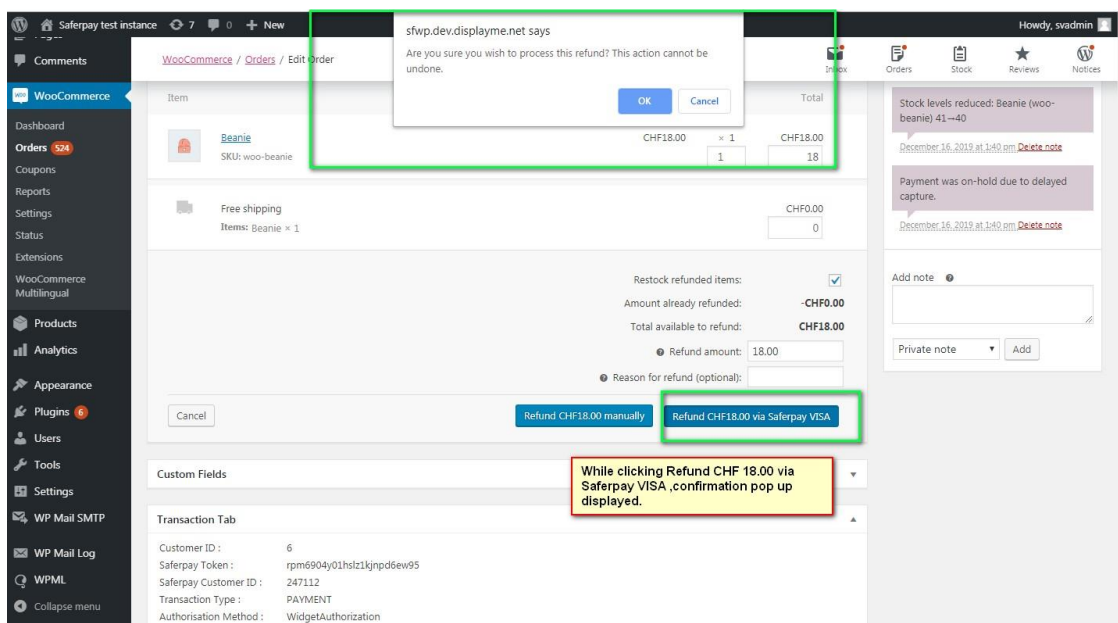 Saferpay test instance 7 0 + New
Howdy, svadmin
sfwp.dev.displayme.net says
Are you sure you wish to process this refund? This action cannot be
undone.
OK Cancel
Comments
WooCommerce
Dashboard
Orders 524
Coupons
Reports
Settings
Status
Extensions
WooCommerce
Multilingual
Products
Analytics
Appearance
Plugins 6
Users
Tools
Settings
WP Mail SMTP
WP Mail Log
WPML
Collapse menu
WooCommerce / Orders / Edit Order
Inbox
Orders
Stock
Reviews
Notices
Item
Total
Beanie
CHF18.00 × 1 CHF18.00
SKU: woo-beanie
1 18
Free shipping
CHF0.00
Items: Beanie × 1
0
Restock refunded items:
Amount already refunded: -CHF0.00
Total available to refund: CHF18.00
Refund amount: 18.00
Reason for refund (optional):
Cancel
Refund CHF18.00 manually
Refund CHF18.00 via Saferpay VISA
While clicking Refund CHF 18.00 via
Saferpay VISA ,confirmation pop up
displayed.
Custom Fields
Transaction Tab
Customer ID : 6
Saferpay Token : rpm6904y01hslz1kjnpd6ew95
Saferpay Customer ID : 247112
Transaction Type : PAYMENT
Authorisation Method : WidgetAuthorization
Stock levels reduced: Beanie (woo-
beanie) 41→40
December 16, 2019 at 1:40 pm Delete note
Payment was on-hold due to delayed
capture.
December 16, 2019 at 1:40 pm Delete note
Add note
Private note
Add